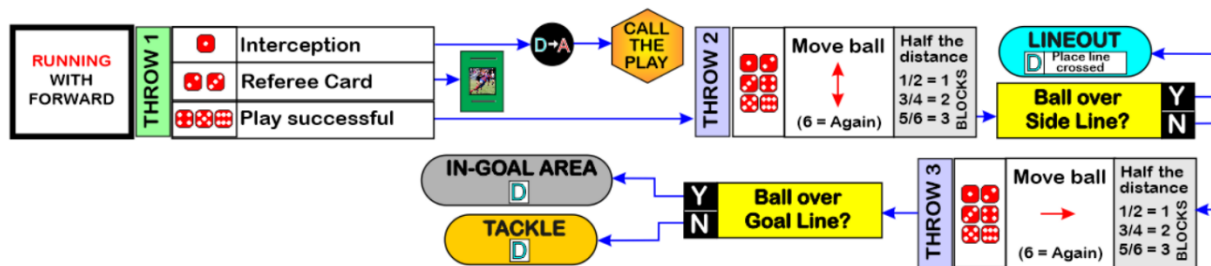 RUNNING
WITH
FORWARD
THROW 1
Interception
Referee Card
Play successful
D→A
CALL
THE
PLAY
THROW 2
Move ball
(6 = Again)
Half the
distance
1/2 = 1
3/4 = 2
5/6 = 3
BLOCKS
LINEOUT
D Place line
crossed
Ball over
Side Line?
Y
N
IN-GOAL AREA
D
TACKLE
D
Y
N
Ball over
Goal Line?
THROW 3
Move ball
(6 = Again)
Half the
distance
1/2 = 1
3/4 = 2
5/6 = 3
BLOCKS